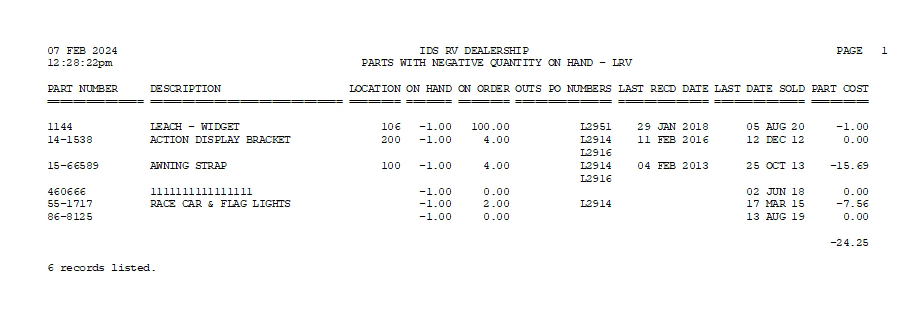 07 FEB 2024 IDS RV DEALERSHIP PAGE 1
12:28:22pm PARTS WITH NEGATIVE QUANTITY ON HAND - LRV
PART NUMBER DESCRIPTION LOCATION ON HAND ON ORDER OUTS PO NUMBERS LAST RECD DATE LAST DATE SOLD PART COST
1144 LEACH - WIDGET 106 -1.00 100.00 L2951 29 JAN 2018 05 AUG 20 -1.00
14-1538 ACTION DISPLAY BRACKET 200 -1.00 4.00 L2914 11 FEB 2016 12 DEC 12 0.00
L2916
15-66589 AWNING STRAP 100 -1.00 4.00 L2914 04 FEB 2013 25 OCT 13 -15.69
L2916
460666 1111111111111111 -1.00 0.00 02 JUN 18 0.00
55-1717 RACE CAR & FLAG LIGHTS -1.00 2.00 L2914 17 MAR 15 -7.56
86-8125 -1.00 0.00 13 AUG 19 0.00
-24.25
6 records listed.